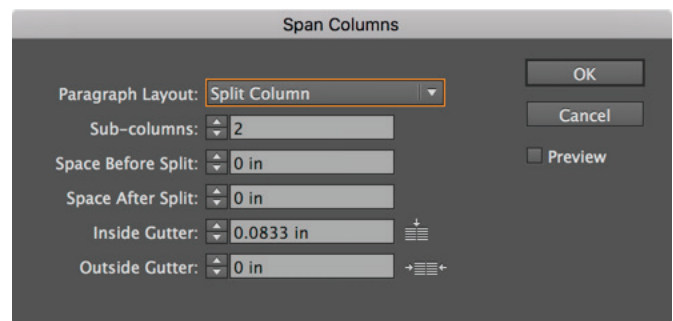 Span Columns
Paragraph Layout: Split Column
OK
Sub-columns: 2
Cancel
Space Before Split: 0 in
Preview
Space After Split: 0 in
Inside Gutter: 0.0833 in
Outside Gutter: 0 in